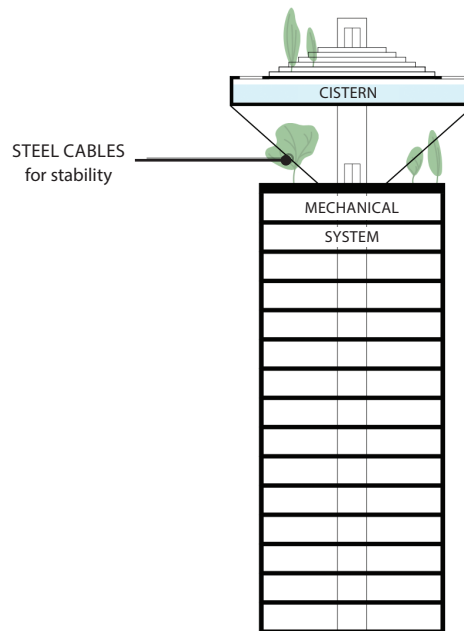 CISTERN
STEEL CABLES
for stability
MECHANICAL
SYSTEM